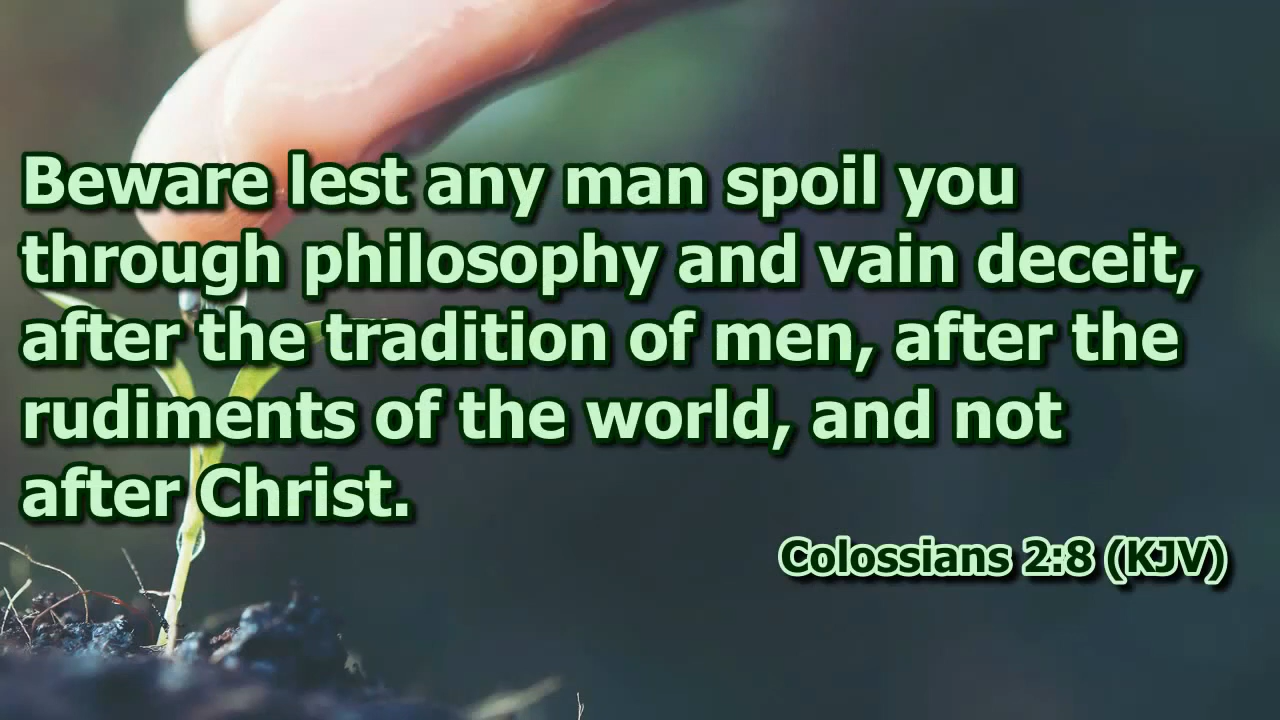 Beware lest any man spoil you
through philosophy and vain deceit,
after the tradition of men, after the
rudiments of the world, and not
after Christ.
Colossians 2:8 (KJV)